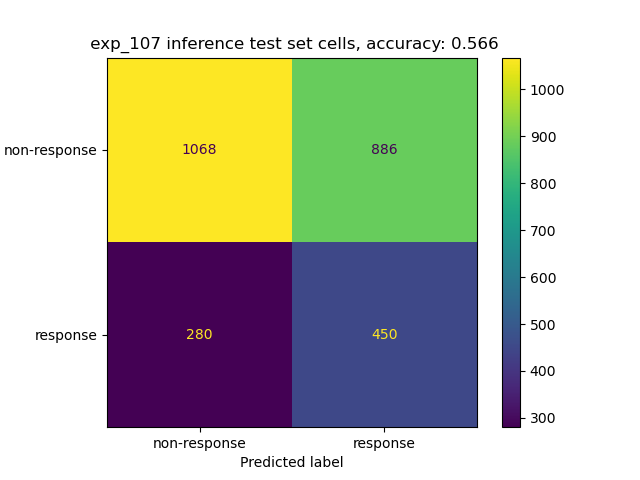 exp_107 inference test set cells, accuracy: 0.566
non-response
1068
886
response
280
450
non-response
response
Predicted label
1000
900
800
700
600
500
400
300